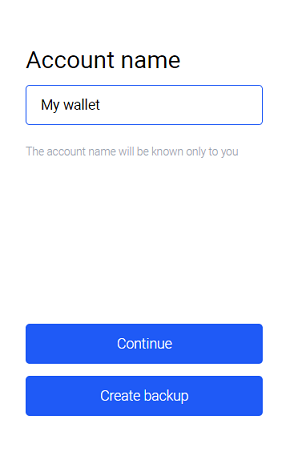 Account name
My wallet
The account name will be known only to you
Continue
Create backup